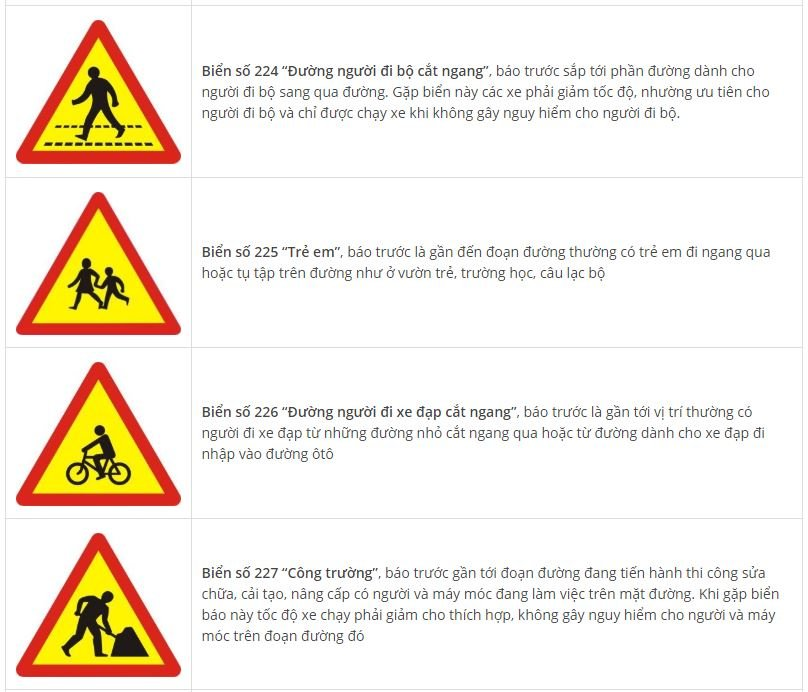 Biển số 224 “Đường người đi bộ cắt ngang”, báo trước sắp tới phần đường dành cho
người đi bộ sang qua đường. Gặp biển này các xe phải giảm tốc độ, nhường ưu tiên cho
người đi bộ và chỉ được chạy xe khi không gây nguy hiểm cho người đi bộ.
Biển số 225 “Trẻ em”, báo trước là gần đến đoạn đường thường có trẻ em đi ngang qua
hoặc tụ tập trên đường như ở vườn trẻ, trường học, câu lạc bộ
Biển số 226 “Đường người đi xe đạp cắt ngang”, báo trước là gần tới vị trí thường có
người đi xe đạp từ những đường nhỏ cắt ngang qua hoặc từ đường dành cho xe đạp đi
nhập vào đường ôtô
Biển số 227 “Công trường”, báo trước gần tới đoạn đường đang tiến hành thi công sửa
chữa, cải tạo, nâng cấp có người và máy móc đang làm việc trên mặt đường. Khi gặp biển
báo này tốc độ xe chạy phải giảm cho thích hợp, không gây nguy hiểm cho người và máy
móc trên đoạn đường đó